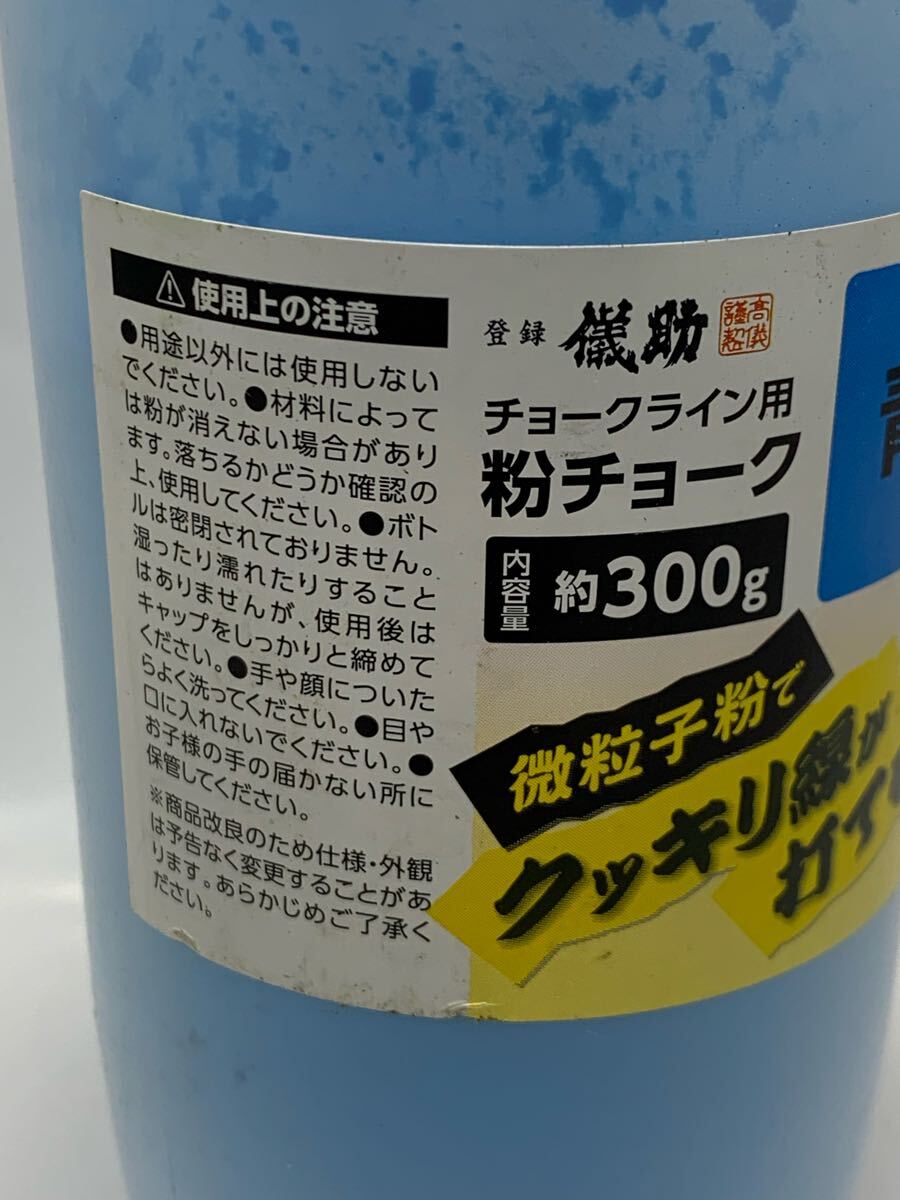 ⚠使用上の注意
●用途以外には使用しない
でください。●材料によって
は粉が消えない場合があり
ます。落ちるかどうか確認の
上、使用してください。●ボト
ルは密閉されておりません。
湿ったり濡れたりすること
はありませんが、使用後は
キャップをしっかりと締めて
ください。●手や顔についた
らよく洗ってください。●目や
口に入れないでください。●
お子様の手の届かない所に
保管してください。
※商品改良のため仕様・外観
は予告なく変更することがあ
ります。あらかじめご了承く
ださい。
登録 儀助
高儀
謹製
チョークライン用
粉チョーク
内容量 約300g
微粒子粉で
クッキリ線が